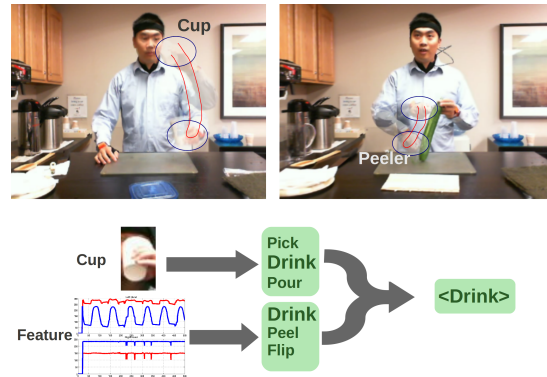 Cup
Peeler
Cup
Pick
Drink
Pour
Feature
Drink
Peel
Flip
<Drink>